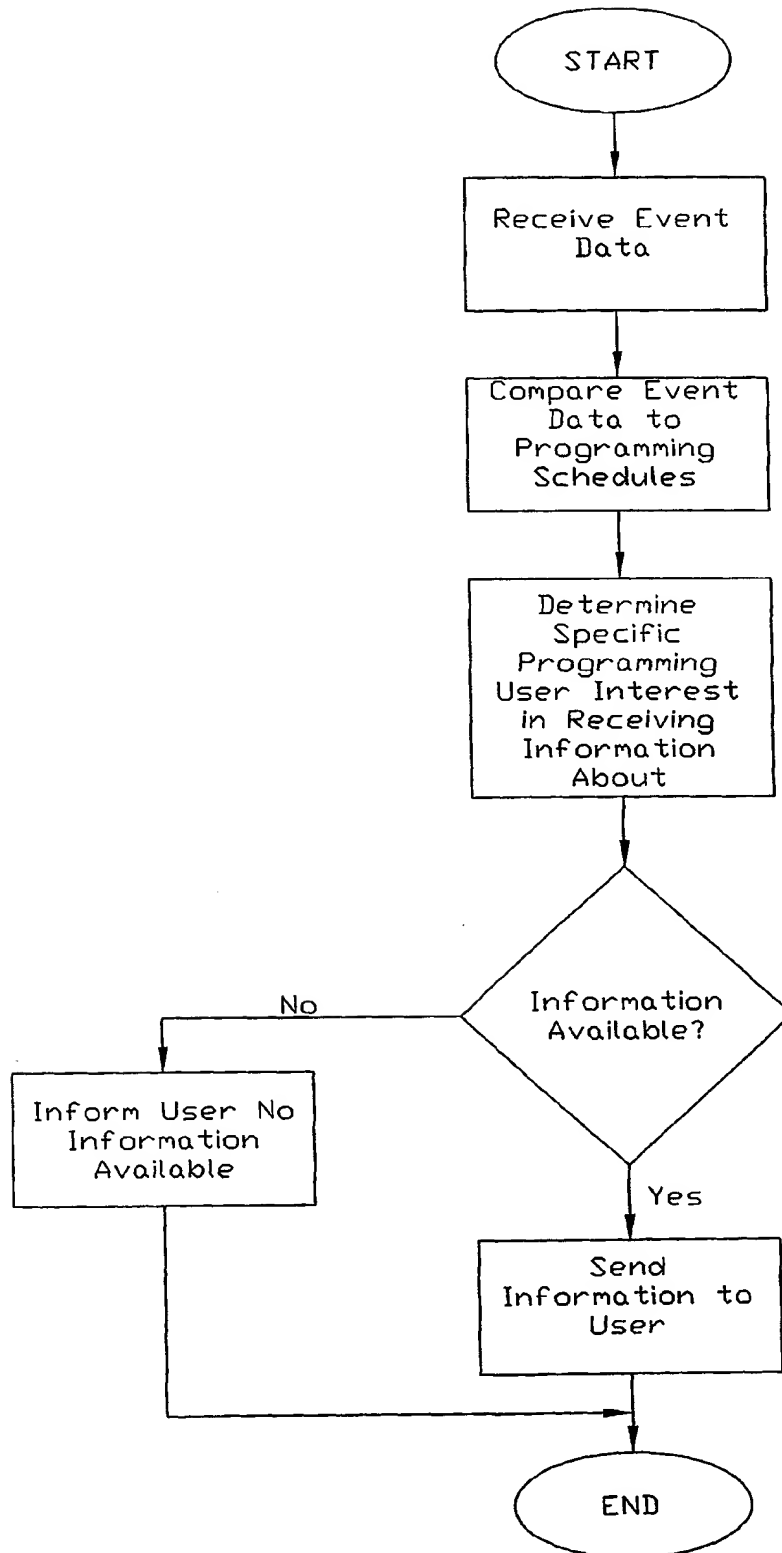 START
Receive Event
Data
Compare Event
Data to
Programming
Schedules
Determine
Specific
Programming
User Interest
in Receiving
Information
About
Information
Available?
No
Inform User No
Information
Available
Yes
Send
Information to
User
END